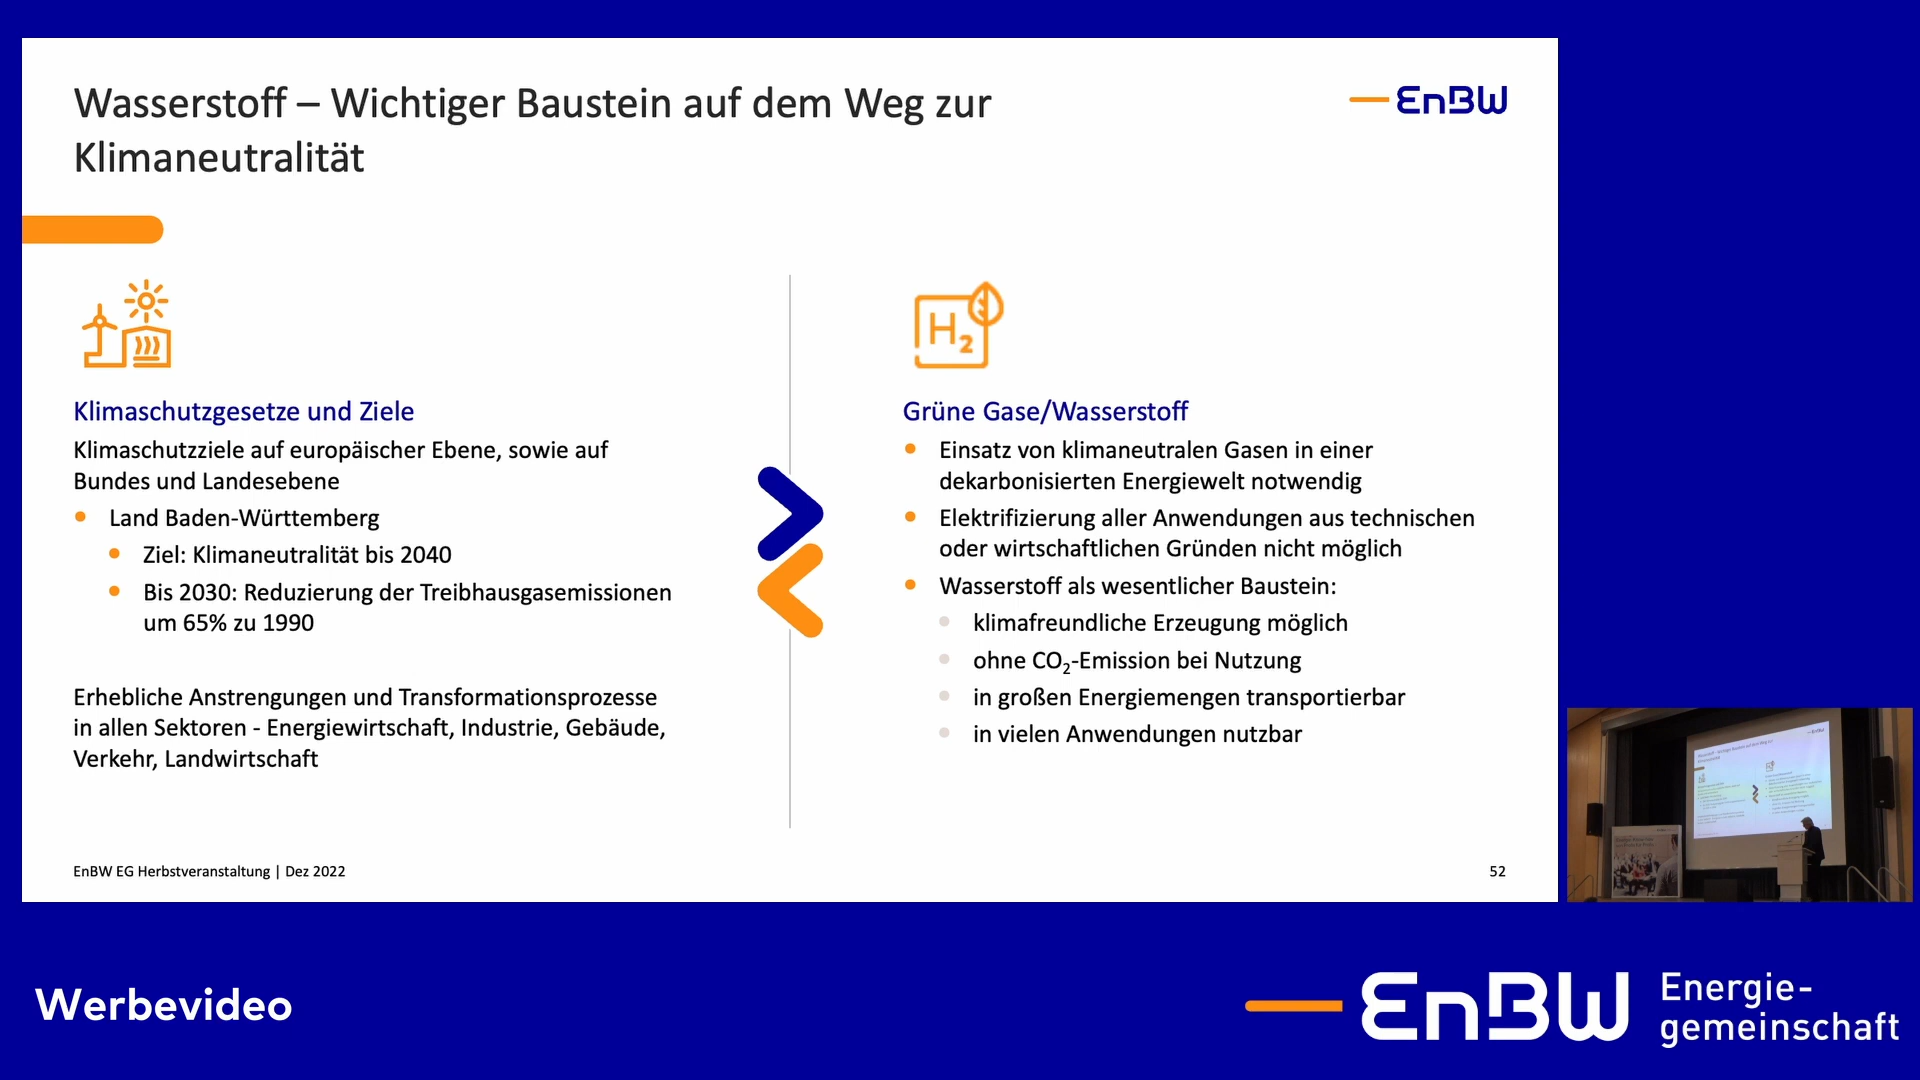 Wasserstoff – Wichtiger Baustein auf dem Weg zur
Klimaneutralität
EnBW
H2
Klimaschutzgesetze und Ziele
Klimaschutzziele auf europäischer Ebene, sowie auf
Bundes und Landesebene
• Land Baden-Württemberg
• Ziel: Klimaneutralität bis 2040
• Bis 2030: Reduzierung der Treibhausgasemissionen
um 65% zu 1990
Erhebliche Anstrengungen und Transformationsprozesse
in allen Sektoren - Energiewirtschaft, Industrie, Gebäude,
Verkehr, Landwirtschaft
Grüne Gase/Wasserstoff
• Einsatz von klimaneutralen Gasen in einer
dekarbonisierten Energiewelt notwendig
• Elektrifizierung aller Anwendungen aus technischen
oder wirtschaftlichen Gründen nicht möglich
• Wasserstoff als wesentlicher Baustein:
• klimafreundliche Erzeugung möglich
• ohne CO₂-Emission bei Nutzung
• in großen Energiemengen transportierbar
• in vielen Anwendungen nutzbar
EnBW EG Herbstveranstaltung | Dez 2022
52
Werbevideo
EnBW
Energie-
gemeinschaft